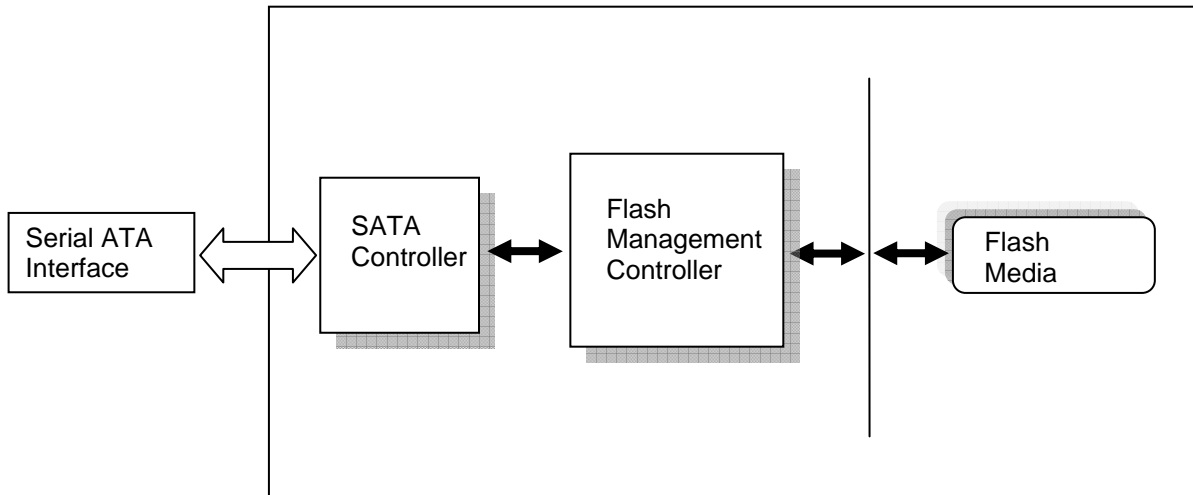 Serial ATA
Interface
SATA
Controller
Flash
Management
Controller
Flash
Media